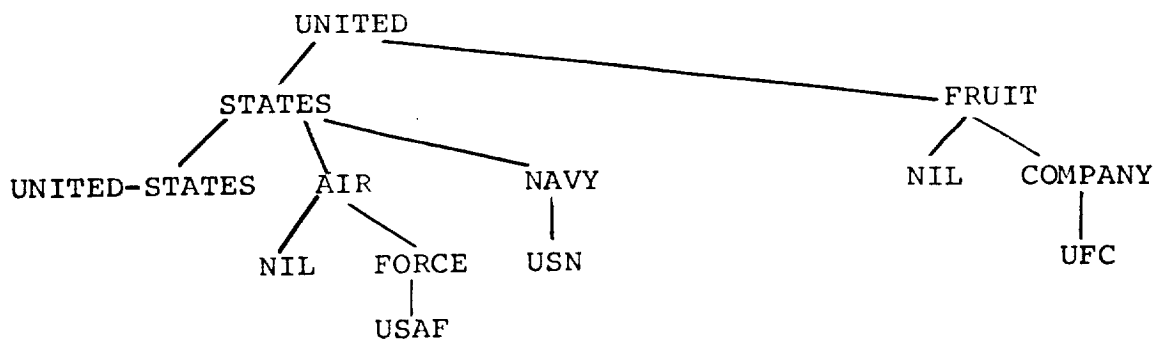 UNITED
STATES FRUIT
UNITED-STATES AIR NAVY NIL COMPANY
NIL FORCE USN UFC
USAF